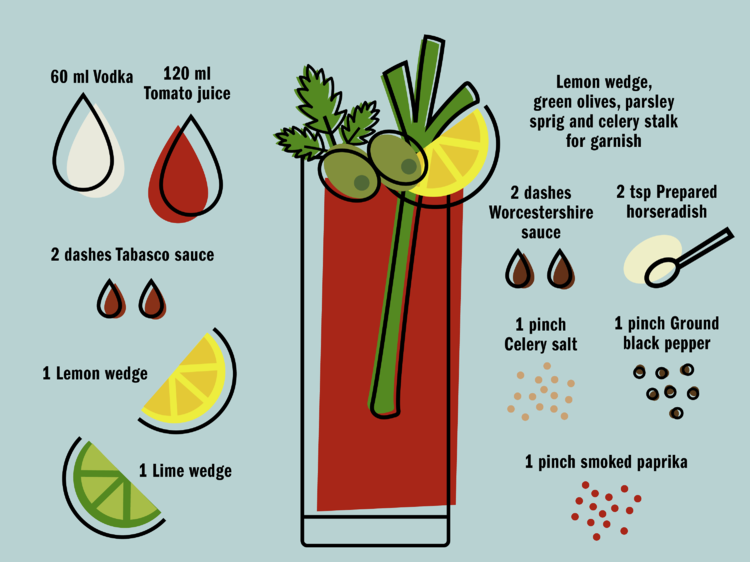 60 ml Vodka
120 ml
Tomato juice
2 dashes Tabasco sauce
1 Lemon wedge
1 Lime wedge
Lemon wedge,
green olives, parsley
sprig and celery stalk
for garnish
2 dashes
Worcestershire
sauce
2 tsp Prepared
horseradish
1 pinch
Celery salt
1 pinch Ground
black pepper
1 pinch smoked paprika